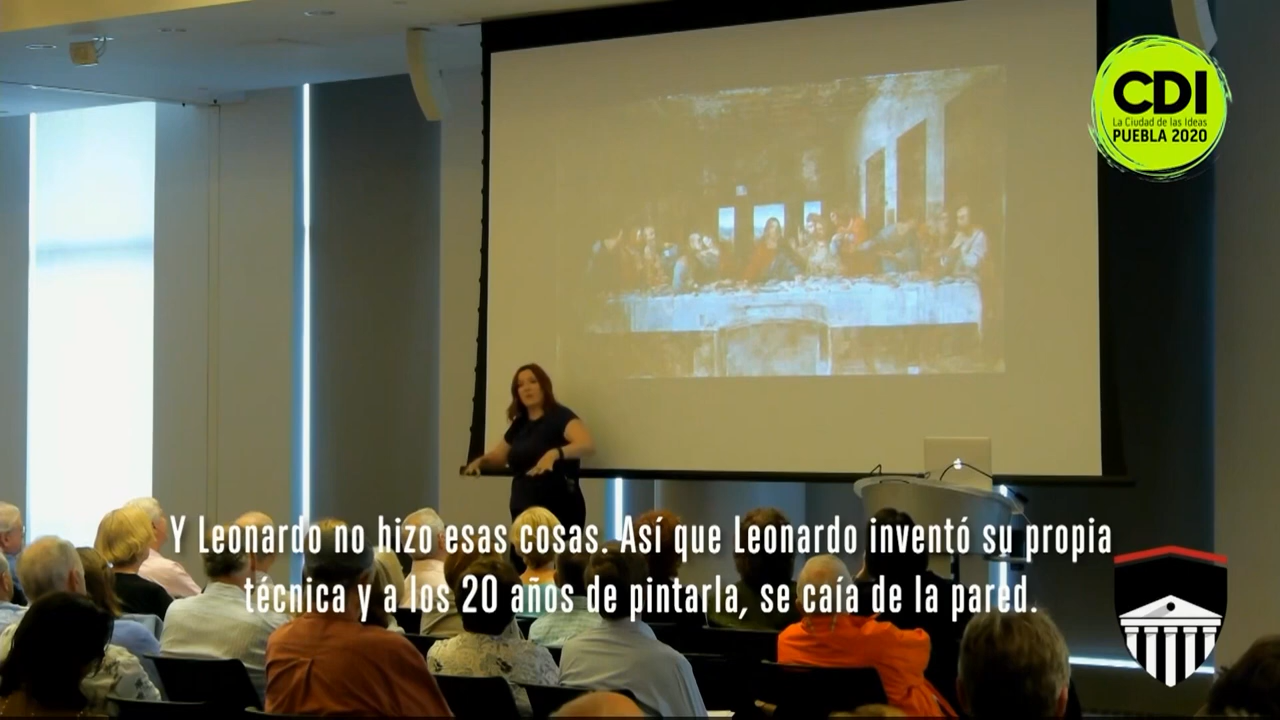 CDI
La Ciudad de las Ideas
PUEBLA 2020
Y Leonardo no hizo esas cosas. Así que Leonardo inventó su propia
técnica y a los 20 años de pintarla, se caía de la pared.